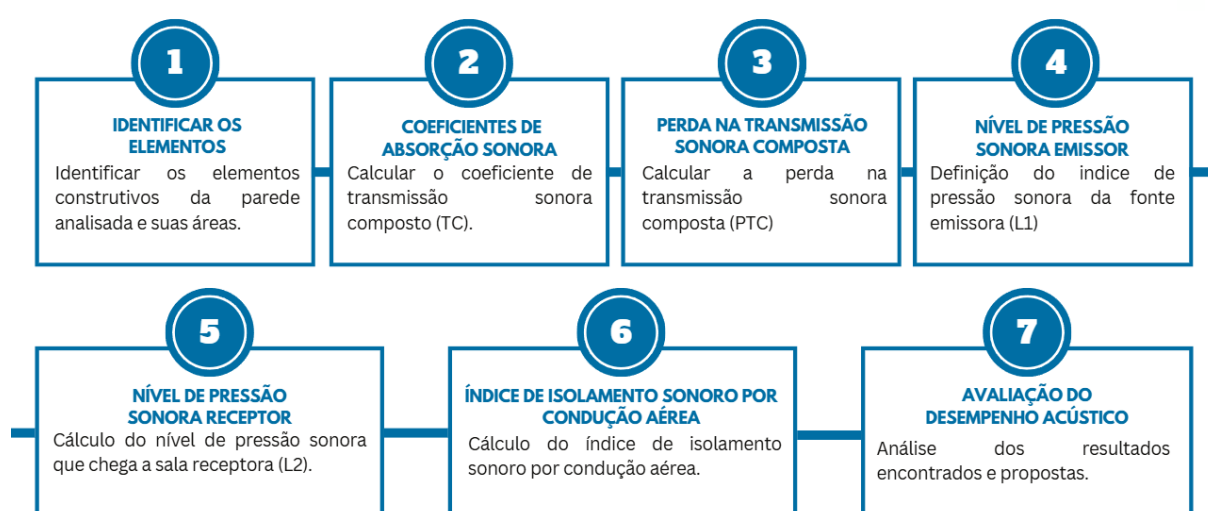 1
IDENTIFICAR OS
ELEMENTOS
Identificar os elementos
construtivos da parede
analisada e suas áreas.
2
COEFICIENTES DE
ABSORÇÃO SONORA
Calcular o coeficiente de
transmissão sonora
composto (TC).
3
PERDA NA TRANSMISSÃO
SONORA COMPOSTA
Calcular a perda na
transmissão sonora
composta (PTC)
4
NÍVEL DE PRESSÃO
SONORA EMISSOR
Definição do indice de
pressão sonora da fonte
emissora (L1)
5
NÍVEL DE PRESSÃO
SONORA RECEPTOR
Cálculo do nível de pressão sonora
que chega a sala receptora (L2).
6
ÍNDICE DE ISOLAMENTO SONORO POR
CONDUÇÃO AÉREA
Cálculo do índice de isolamento
sonoro por condução aérea.
7
AVALIAÇÃO DO
DESEMPENHO ACÚSTICO
Análise dos resultados
encontrados e propostas.